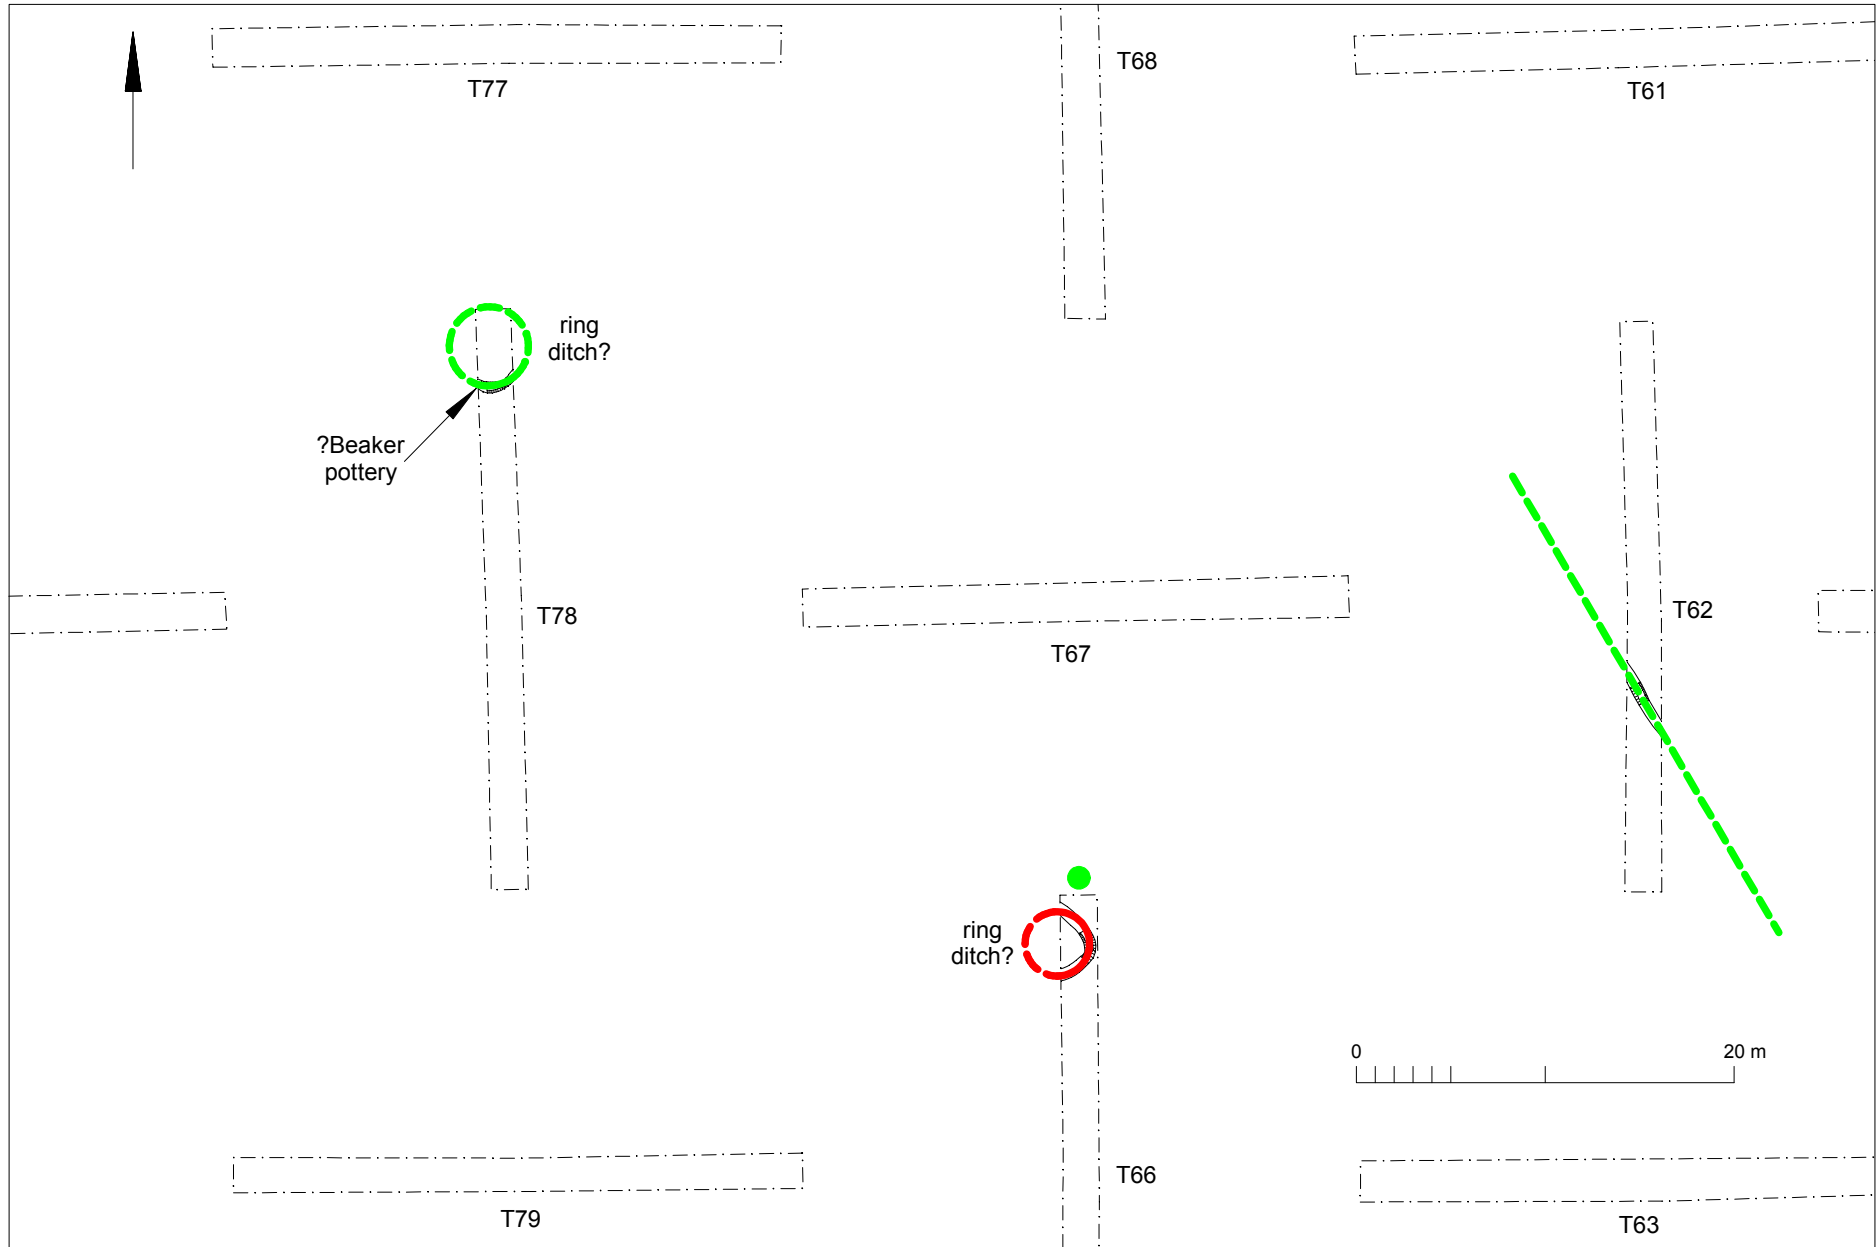 T68
T77
T61
ring
ditch?
?Beaker
pottery
T78
T62
T67
ring
ditch?
0
20 m
T66
T79
T63